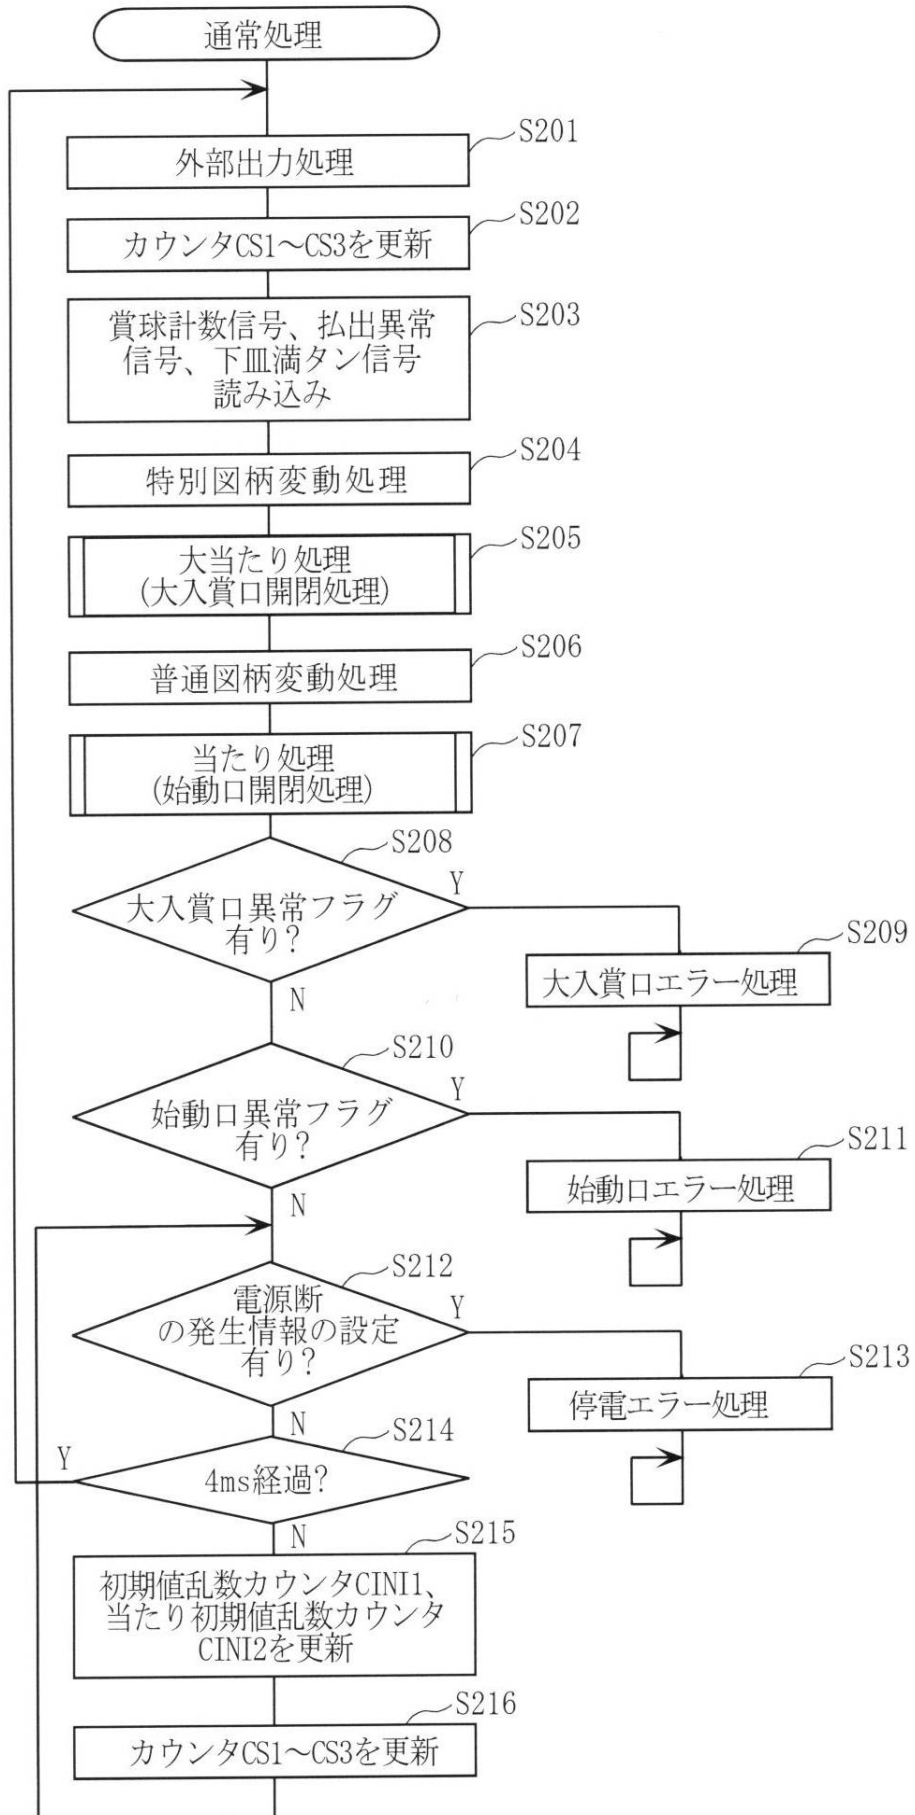 通常処理
S201
外部出力処理
S202
カウンタCS1～CS3を更新
S203
賞球計数信号、払出異常
信号、下皿満タン信号
読み込み
S204
特別図柄変動処理
S205
大当たり処理
(大入賞口開閉処理)
S206
普通図柄変動処理
S207
当たり処理
(始動口開閉処理)
S208
大入賞口異常フラグ
有り?
Y
N
S209
大入賞口エラー処理
S210
始動口異常フラグ
有り?
Y
N
S211
始動口エラー処理
S212
電源断
の発生情報の設定
有り?
Y
N
S213
停電エラー処理
S214
4ms経過?
Y
N
S215
初期値乱数カウンタCINI1、
当たり初期値乱数カウンタ
CINI2を更新
S216
カウンタCS1～CS3を更新